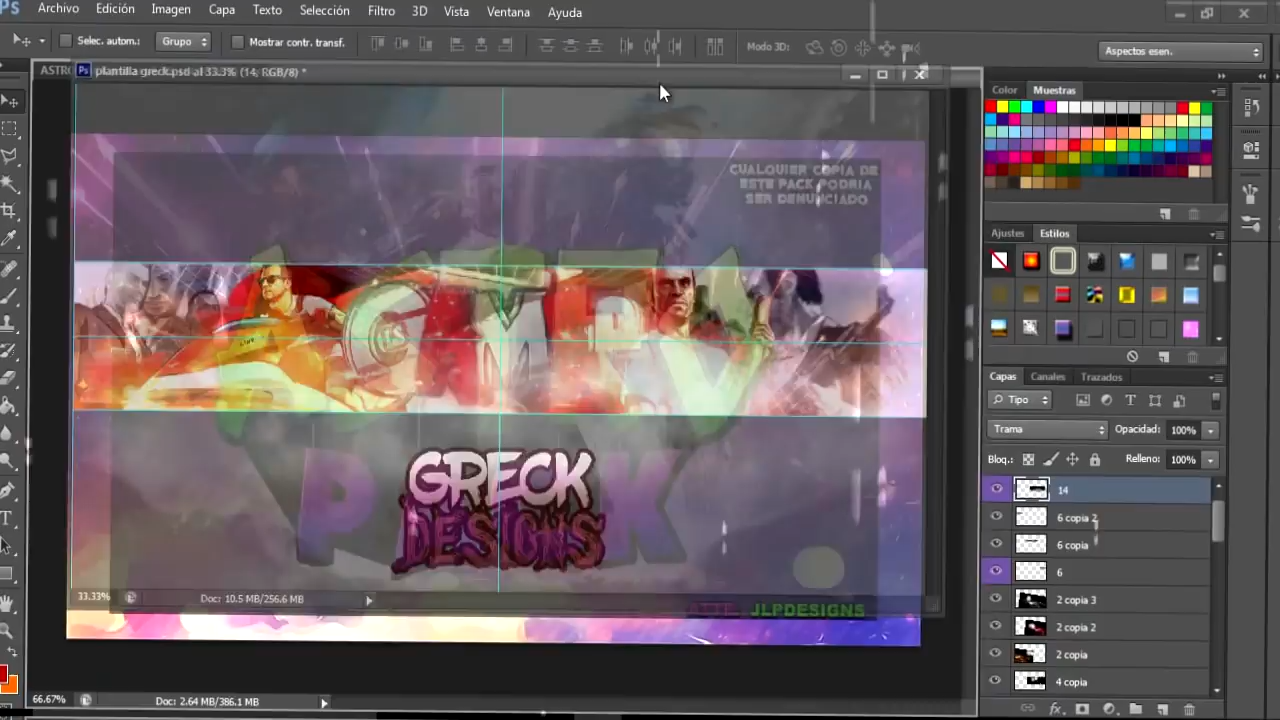 Ps
Archivo Edición Imagen Capa Texto Selección Filtro 3D Vista Ventana Ayuda
Selec. autom.: Grupo Mostrar contr. transf. Modo 3D: Aspectos esen.
ASTRO
Ps plantilla greck.psd al 33.3% (14, RGB/8) *
Color Muestras
CUALQUIER COPIA DE
ESTE PACK PODRIA
SER DENUNCIADO
Ajustes Estilos
PACK
GRECK
DESIGNS
33.33% Doc: 10.5 MB/256.6 MB
JLPDESIGNS
66.67% Doc: 2.64 MB/386.1 MB
Capas Canales Trazados
Tipo
Trama Opacidad: 100%
Bloq.: Relleno: 100%
14
6 copia 2
6 copia
6
2 copia 3
2 copia 2
2 copia
4 copia
fx